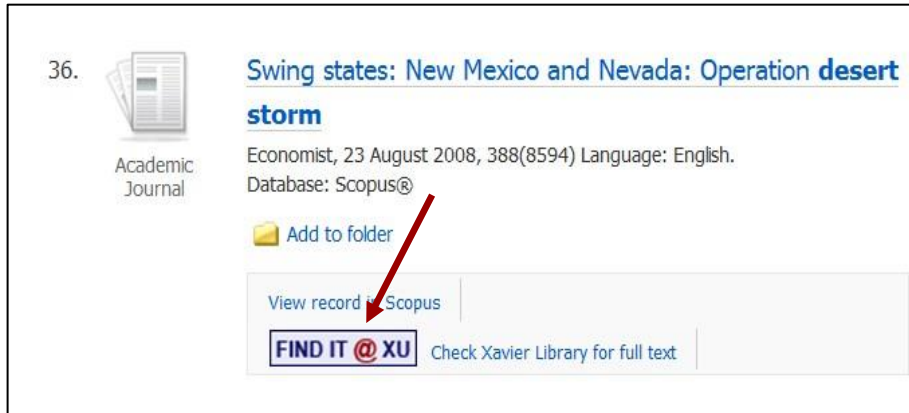 36.
Swing states: New Mexico and Nevada: Operation desert
storm
Academic
Journal
Economist, 23 August 2008, 388(8594) Language: English.
Database: Scopus®
Add to folder
View record in Scopus
FIND IT @ XU Check Xavier Library for full text